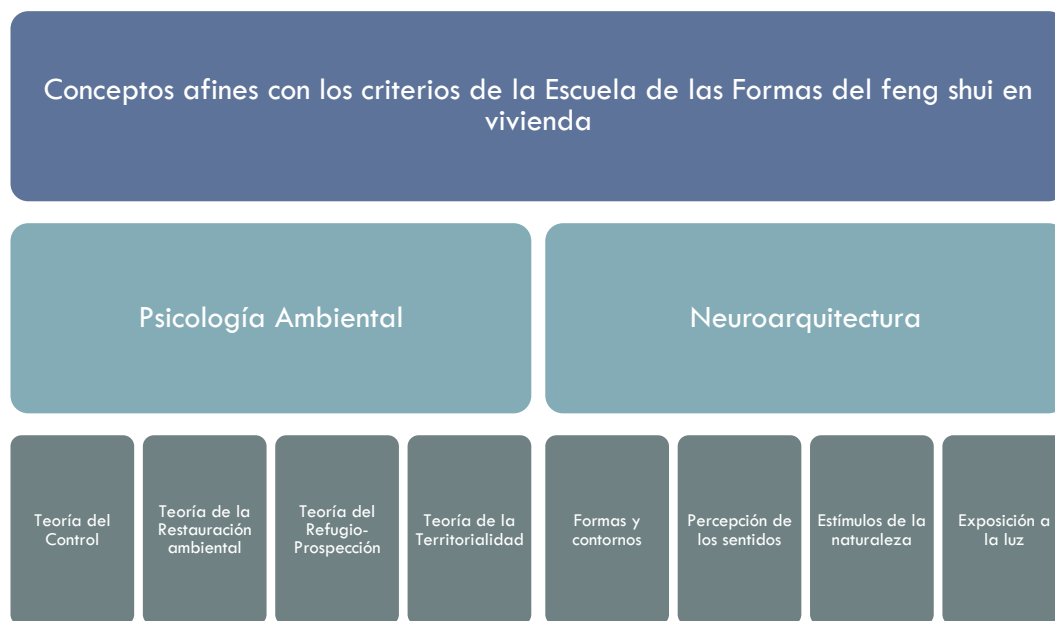 Conceptos afines con los criterios de la Escuela de las Formas del feng shui en
vivienda
Psicología Ambiental
Neuroarquitectura
Teoría del
Control
Teoría de la
Restauración
ambiental
Teoría del
Refugio-
Prospección
Teoría de la
Territorialidad
Formas y
contornos
Percepción de
los sentidos
Estímulos de la
naturaleza
Exposición a
la luz